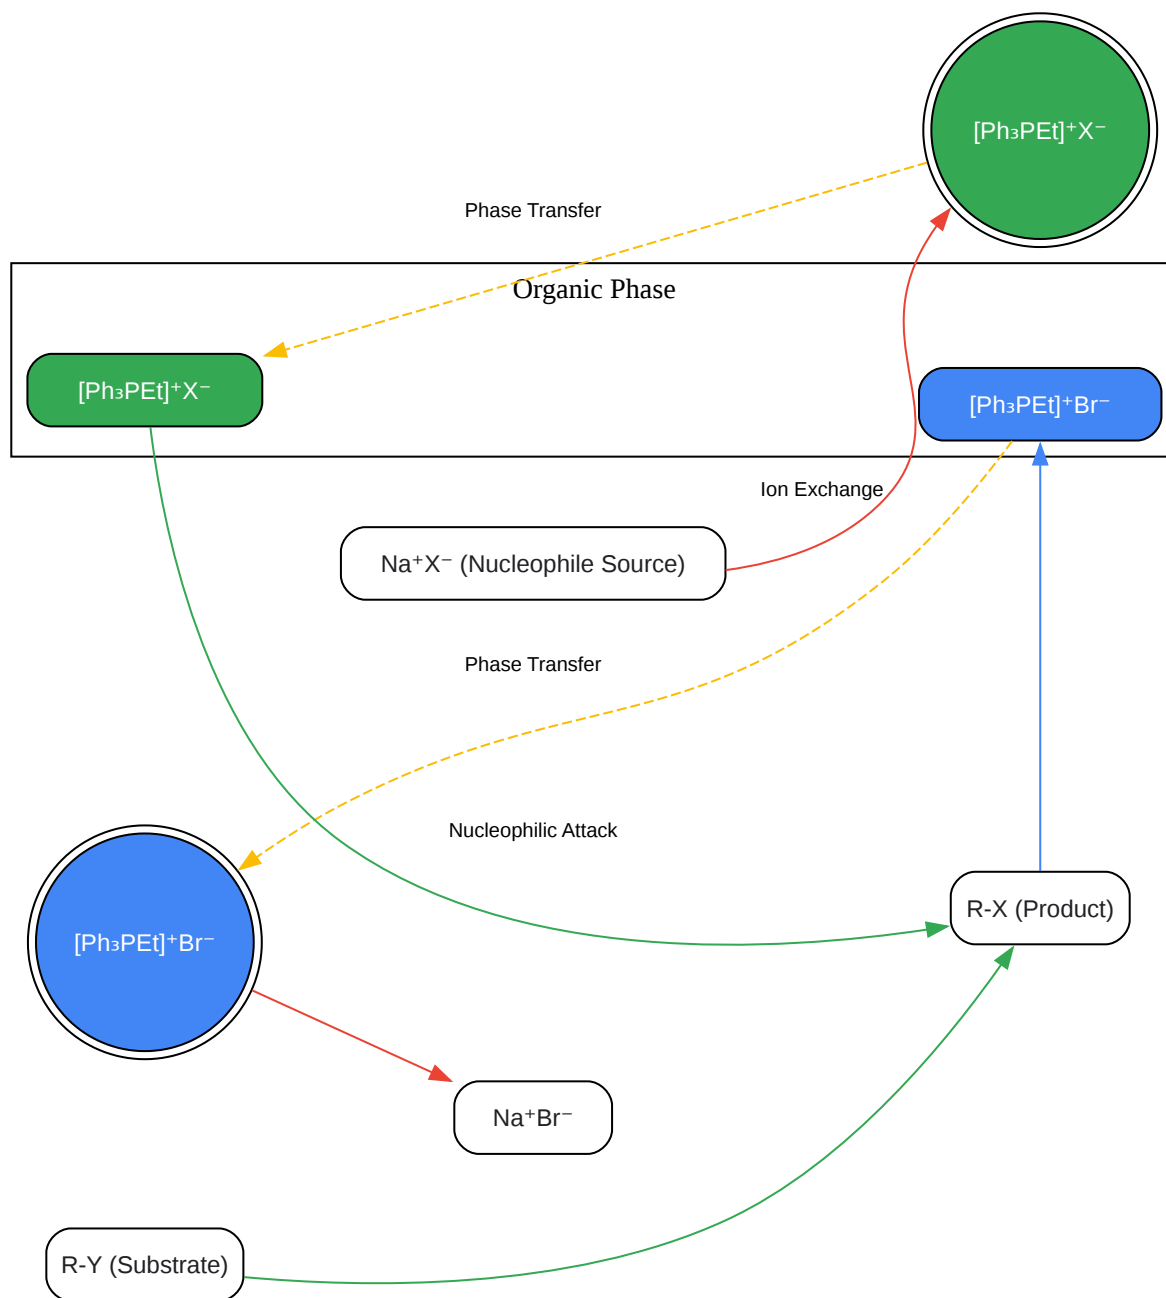 [Ph₃PEt]⁺X⁻
Phase Transfer
Organic Phase
[Ph₃PEt]⁺X⁻
[Ph₃PEt]⁺Br⁻
Ion Exchange
Na⁺X⁻ (Nucleophile Source)
Phase Transfer
Nucleophilic Attack
R-X (Product)
[Ph₃PEt]⁺Br⁻
Na⁺Br⁻
R-Y (Substrate)